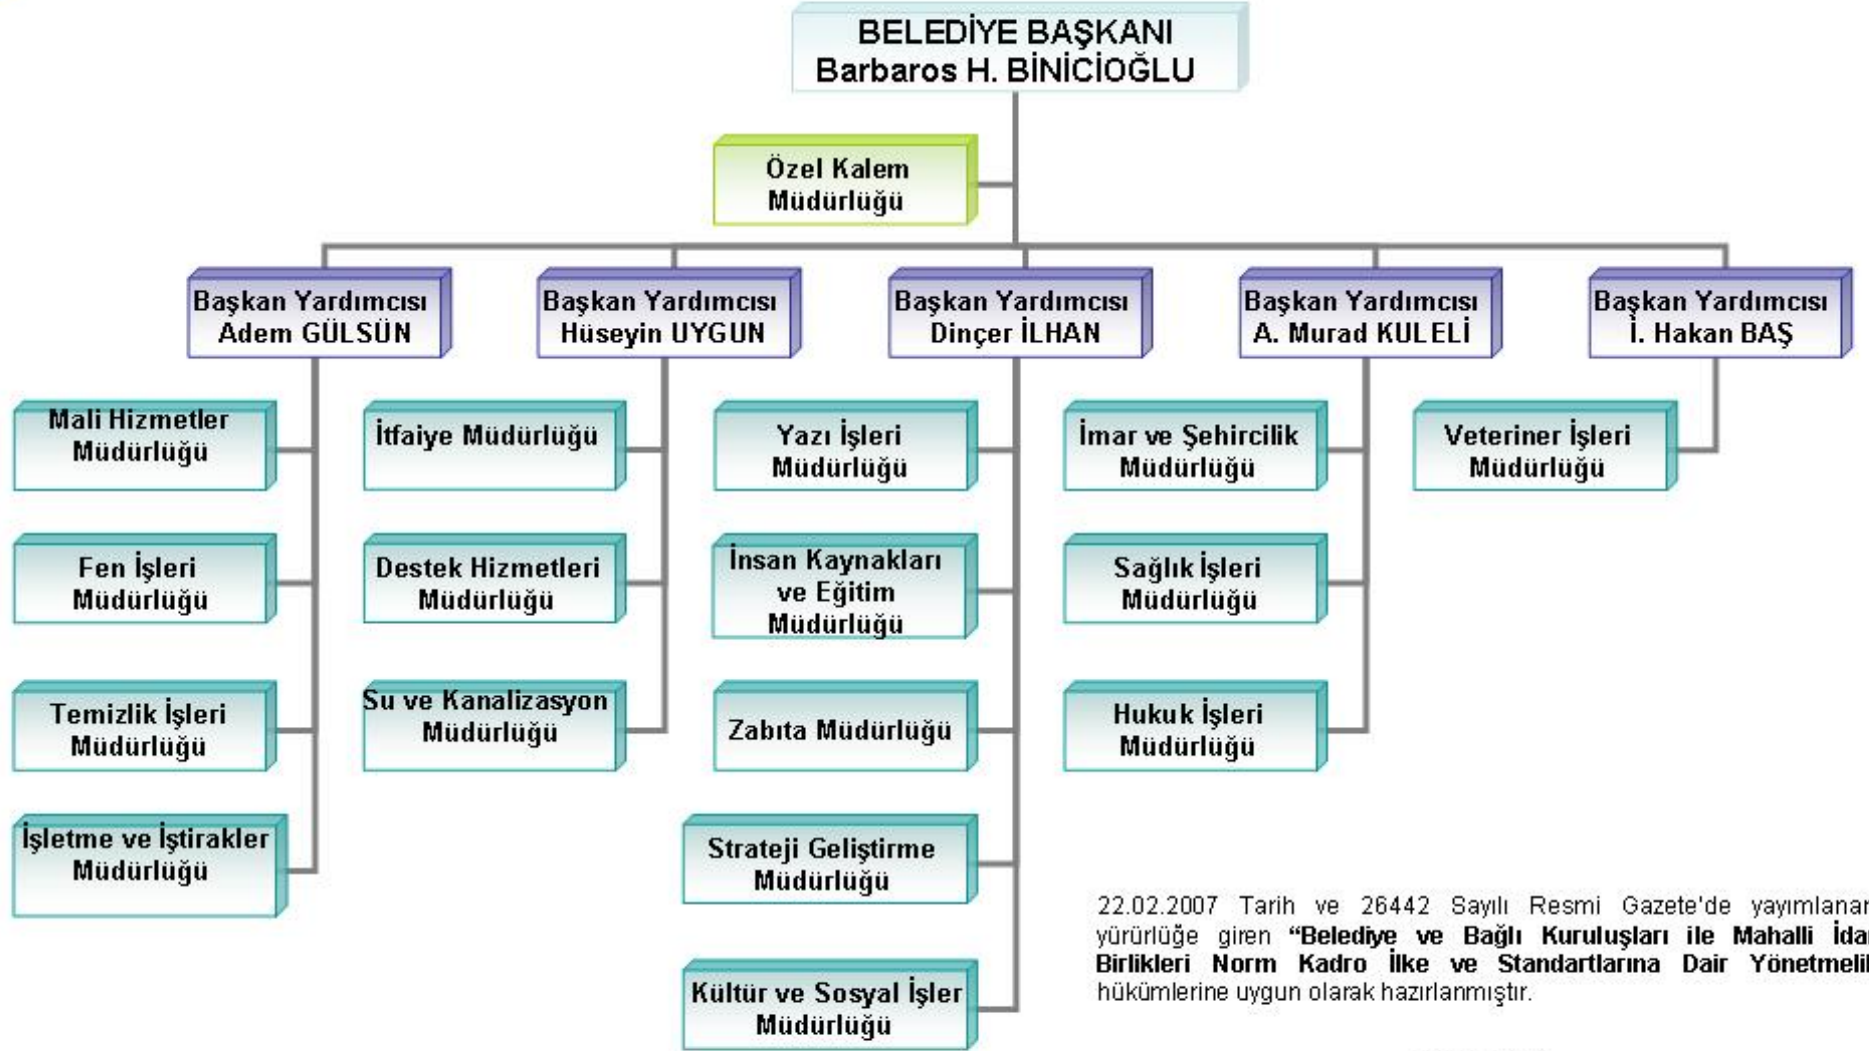 BELEDİYE BAŞKANI
Barbaros H. BİNİCİOĞLU
Özel Kalem
Müdürlüğü
Başkan Yardımcısı
Adem GÜLSÜN
Başkan Yardımcısı
Hüseyin UYGUN
Başkan Yardımcısı
Dinçer İLHAN
Başkan Yardımcısı
A. Murad KULELİ
Başkan Yardımcısı
İ. Hakan BAŞ
Mali Hizmetler
Müdürlüğü
Fen İşleri
Müdürlüğü
Temizlik İşleri
Müdürlüğü
İşletme ve İştirakler
Müdürlüğü
İtfaiye Müdürlüğü
Destek Hizmetleri
Müdürlüğü
Su ve Kanalizasyon
Müdürlüğü
Yazı İşleri
Müdürlüğü
İnsan Kaynakları
ve Eğitim
Müdürlüğü
Zabıta Müdürlüğü
Strateji Geliştirme
Müdürlüğü
Kültür ve Sosyal İşler
Müdürlüğü
İmar ve Şehircilik
Müdürlüğü
Sağlık İşleri
Müdürlüğü
Hukuk İşleri
Müdürlüğü
Veteriner İşleri
Müdürlüğü
22.02.2007 Tarih ve 26442 Sayılı Resmi Gazete'de
yürürlüğe giren “Belediye ve Bağlı Kuruluşları ile Mahalli
Birlikleri Norm Kadro İlke ve Standartlarına Dair
hükümlerine uygun olarak hazırlanmıştır.